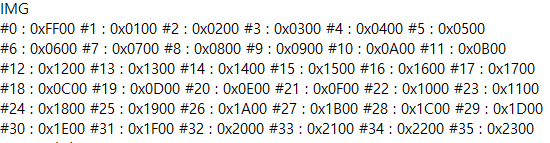 IMG
#0 : 0xFF00 #1 : 0x0100 #2 : 0x0200 #3 : 0x0300 #4 : 0x0400 #5 : 0x0500
#6 : 0x0600 #7 : 0x0700 #8 : 0x0800 #9 : 0x0900 #10 : 0x0A00 #11 : 0x0B00
#12 : 0x1200 #13 : 0x1300 #14 : 0x1400 #15 : 0x1500 #16 : 0x1600 #17 : 0x1700
#18 : 0x0C00 #19 : 0x0D00 #20 : 0x0E00 #21 : 0x0F00 #22 : 0x1000 #23 : 0x1100
#24 : 0x1800 #25 : 0x1900 #26 : 0x1A00 #27 : 0x1B00 #28 : 0x1C00 #29 : 0x1D00
#30 : 0x1E00 #31 : 0x1F00 #32 : 0x2000 #33 : 0x2100 #34 : 0x2200 #35 : 0x2300